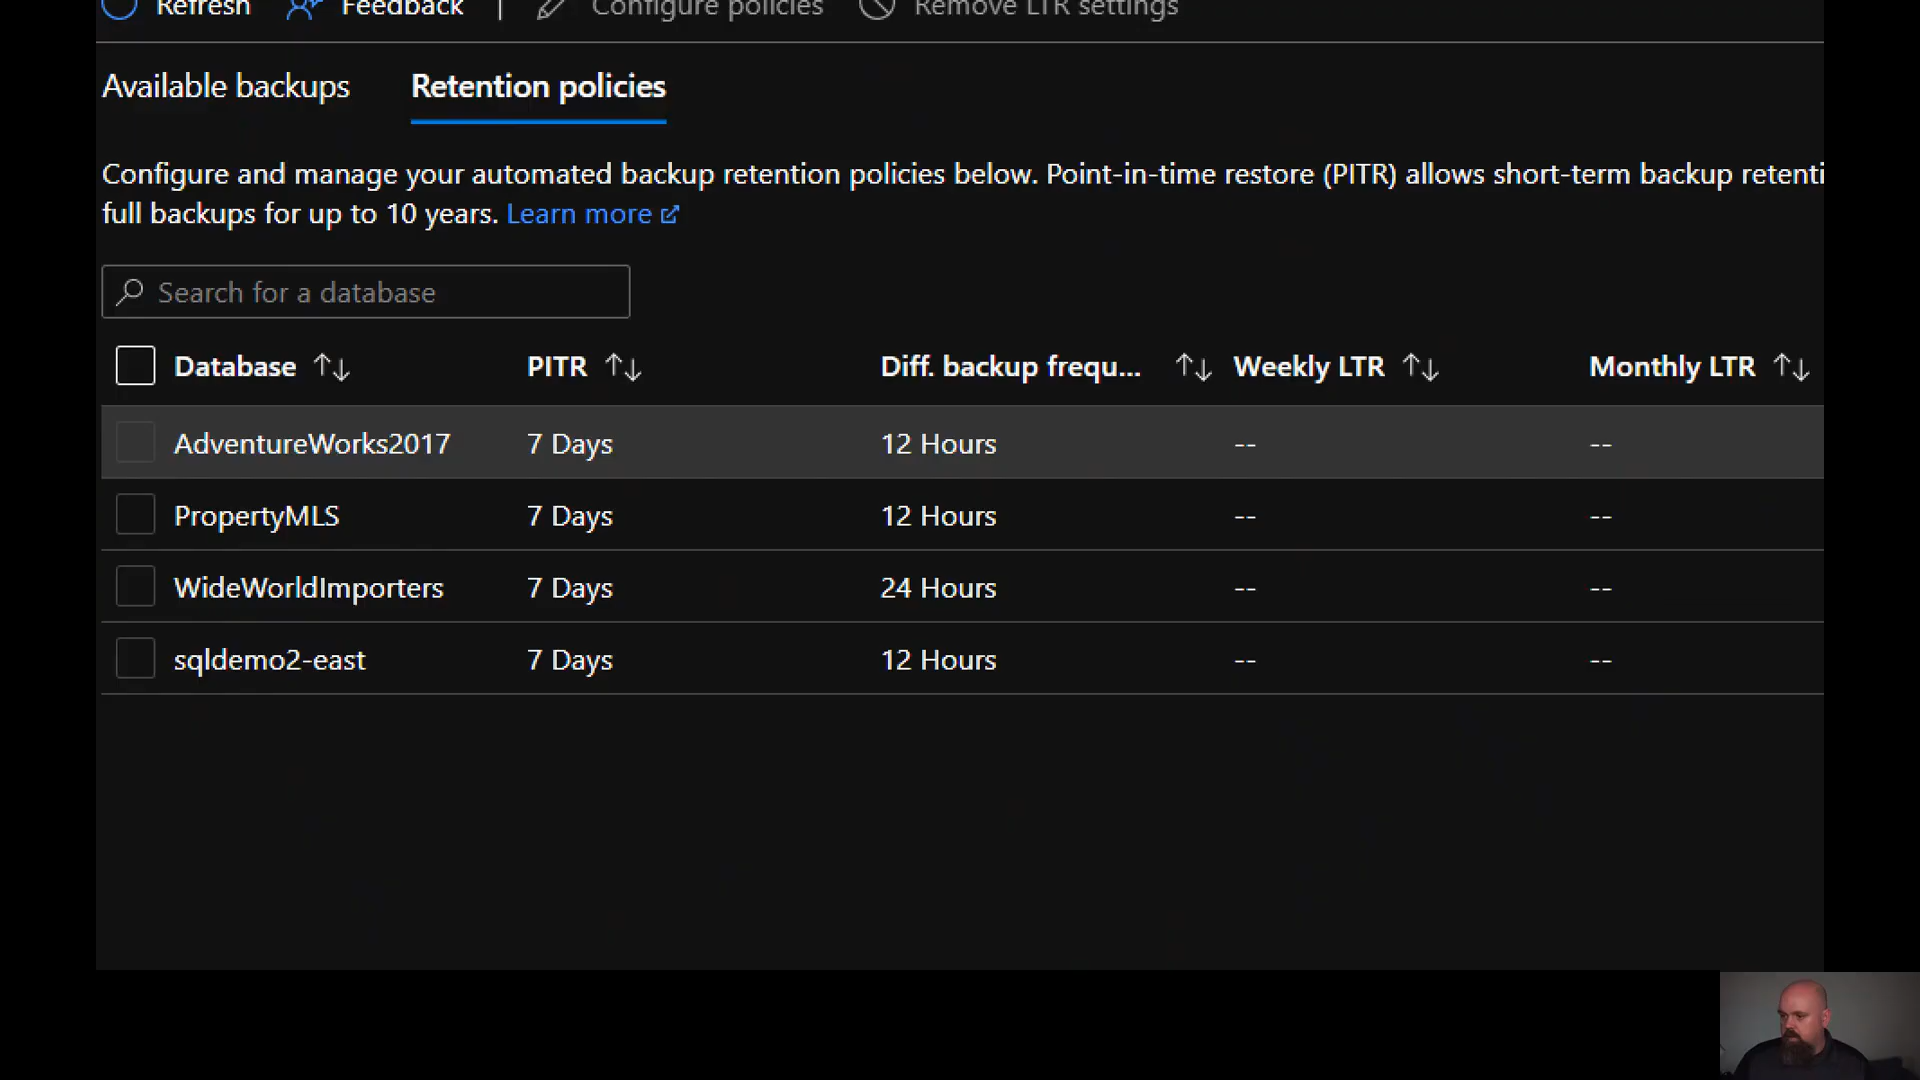 Refresh Feedback | Configure policies Remove LTR settings
Available backups Retention policies
Configure and manage your automated backup retention policies below. Point-in-time restore (PITR) allows short-term backup retenti
full backups for up to 10 years. Learn more
Search for a database
Database PITR Diff. backup frequ... Weekly LTR Monthly LTR
AdventureWorks2017 7 Days 12 Hours -- --
PropertyMLS 7 Days 12 Hours -- --
WideWorldImporters 7 Days 24 Hours -- --
sqldemo2-east 7 Days 12 Hours -- --